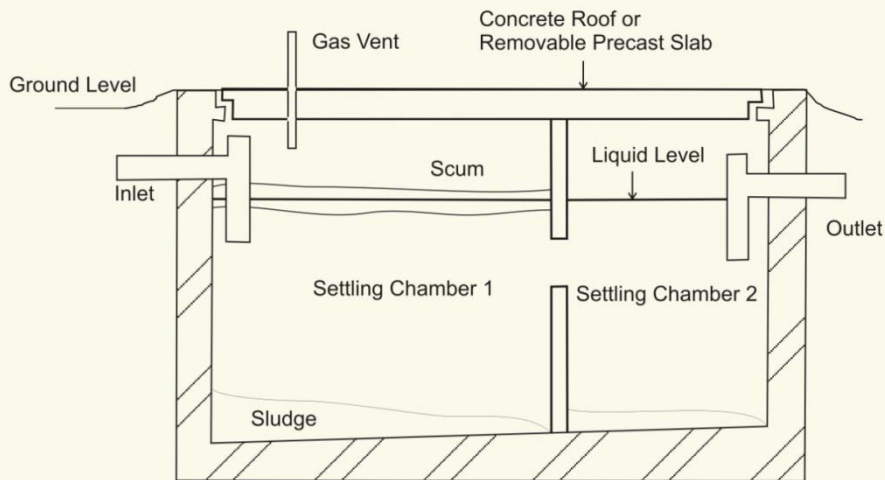 Concrete Roof or
Removable Precast Slab
Gas Vent
Ground Level
Liquid Level
Scum
Inlet
Outlet
Settling Chamber 1
Settling Chamber 2
Sludge